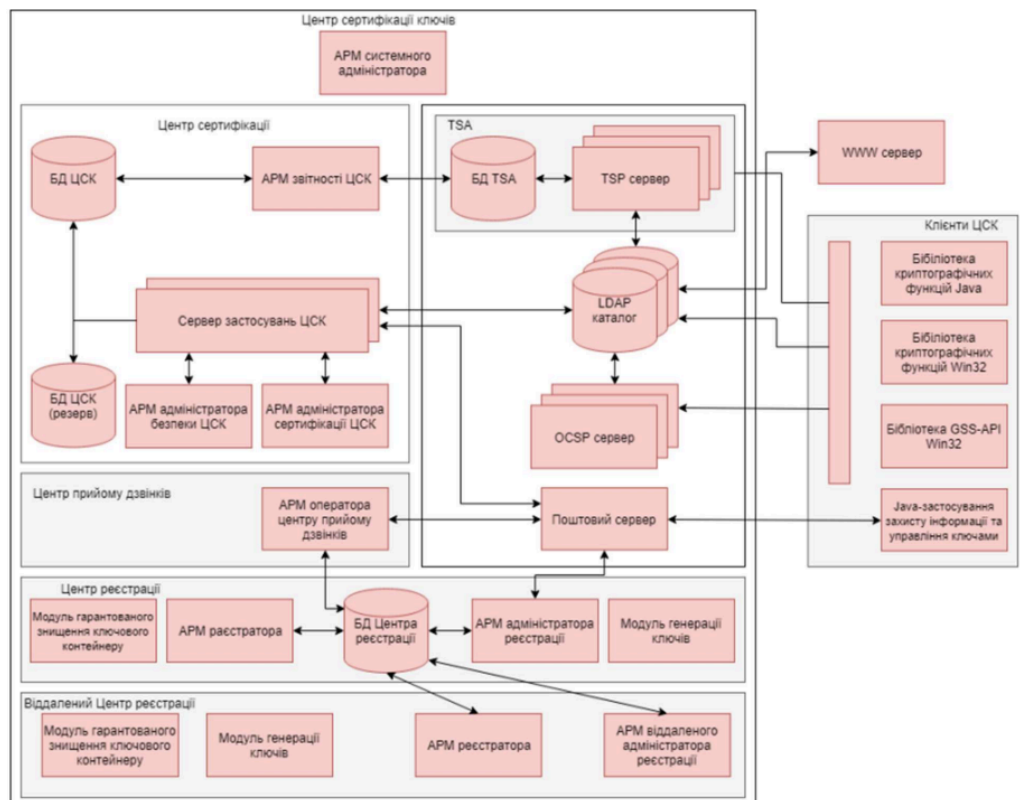 Центр сертифікації ключів
АРМ системного
адміністратора
Центр сертифікації
БД ЦСК
АРМ звітності ЦСК
TSA
БД TSA
TSP сервер
WWW сервер
Сервер застосувань ЦСК
LDAP
каталог
БД ЦСК
(резерв)
АРМ адміністратора
безпеки ЦСК
АРМ адміністратора
сертифікації ЦСК
OCSP сервер
Клієнти ЦСК
Бібліотека
криптографічних
функцій Java
Бібліотека
криптографічних
функцій Win32
Бібліотека GSS-API
Win32
Java-застосування
захисту інформації та
управління ключами
Центр прийому дзвінків
АРМ оператора
центру прийому
дзвінків
Поштовий сервер
Центр реєстрації
Модуль гарантованого
знищення ключового
контейнеру
АРМ раєстратора
БД Центра
реєстрації
АРМ адміністратора
реєстрації
Модуль генерації
ключів
Віддалений Центр реєстрації
Модуль гарантованого
знищення ключового
контейнеру
Модуль генерації
ключів
АРМ реєстратора
АРМ віддаленого
адміністратора
реєстрації